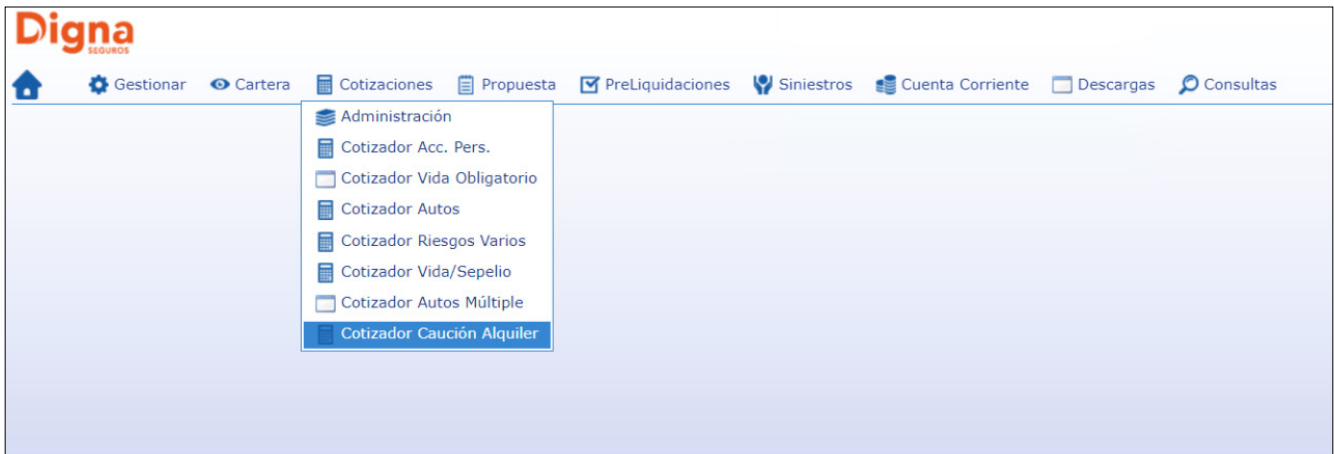 Digna
SEGUROS
Gestionar Cartera Cotizaciones Propuesta PreLiquidaciones Siniestros Cuenta Corriente Descargas Consultas
Administración
Cotizador Acc. Pers.
Cotizador Vida Obligatorio
Cotizador Autos
Cotizador Riesgos Varios
Cotizador Vida/Sepelio
Cotizador Autos Múltiple
Cotizador Caución Alquiler